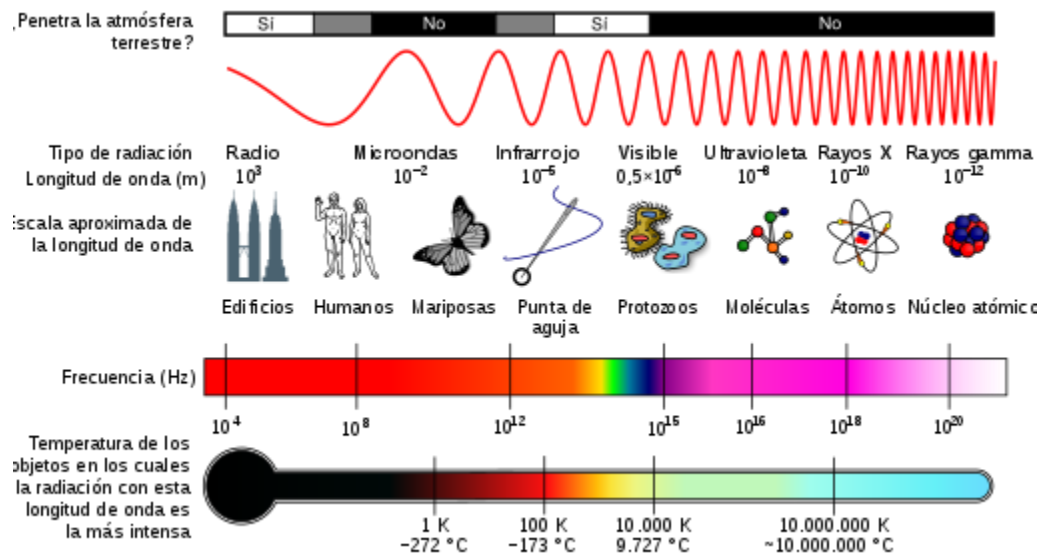 ¿Penetra la atmósfera
terrestre?
Sí
No
Sí
No
Tipo de radiación
Radio
Microondas
Infrarrojo
Visible
Ultravioleta
Rayos X
Rayos gamma
Longitud de onda (m)
10³
10⁻²
10⁻⁵
0,5×10⁻⁶
10⁻⁸
10⁻¹⁰
10⁻¹²
Escala aproximada de
la longitud de onda
Edificios
Humanos
Mariposas
Punta de
aguja
Protozoos
Moléculas
Átomos
Núcleo atómico
Frecuencia (Hz)
10⁴
10⁸
10¹²
10¹⁵
10¹⁶
10¹⁸
10²⁰
Temperatura de los
objetos en los cuales
la radiación con esta
longitud de onda es
la más intensa
1 K
−272 °C
100 K
−173 °C
10.000 K
9.727 °C
10.000.000 K
~10.000.000 °C